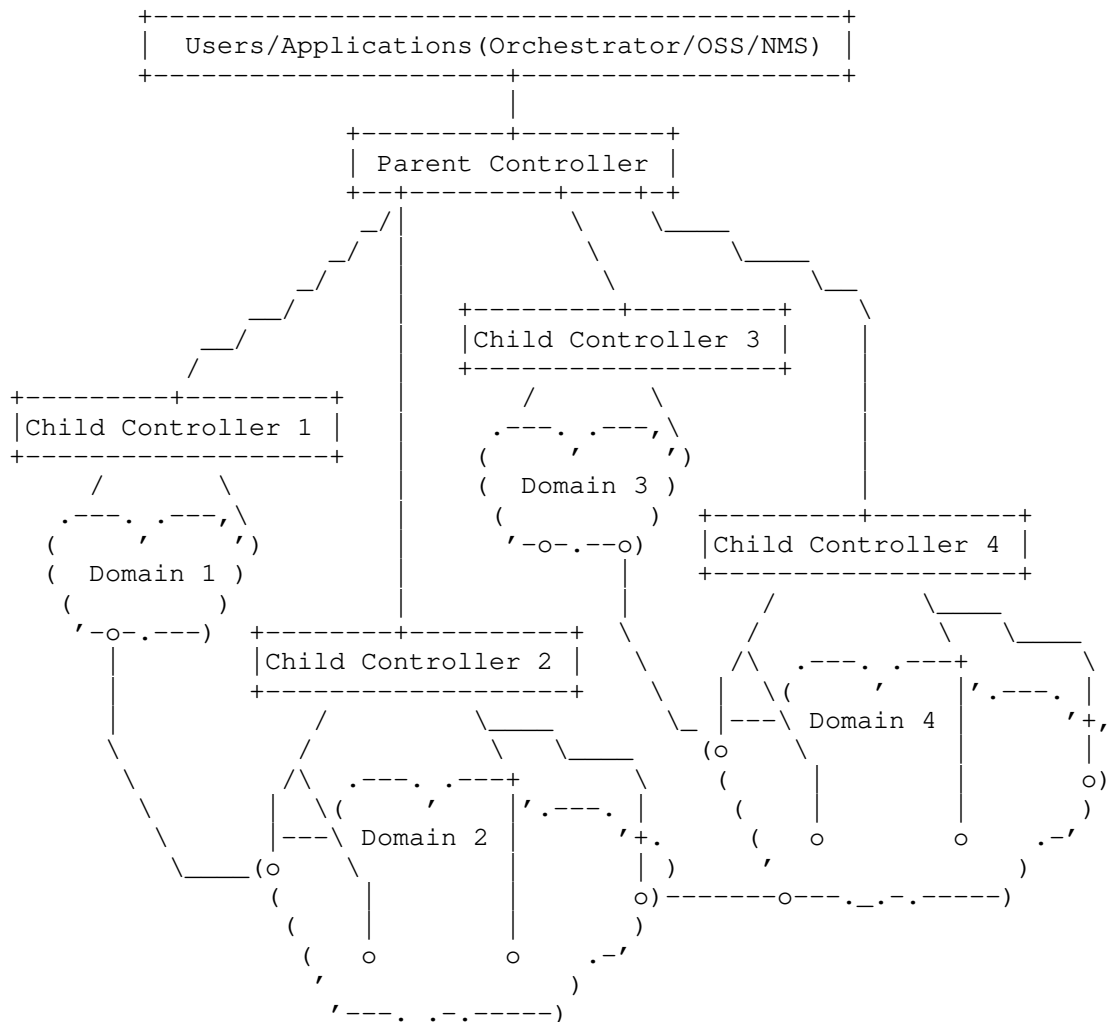 Users/Applications(Orchestrator/OSS/NMS)
Parent Controller
Child Controller 3
Child Controller 1
Domain 3
Child Controller 4
Domain 1
Child Controller 2
Domain 4
Domain 2